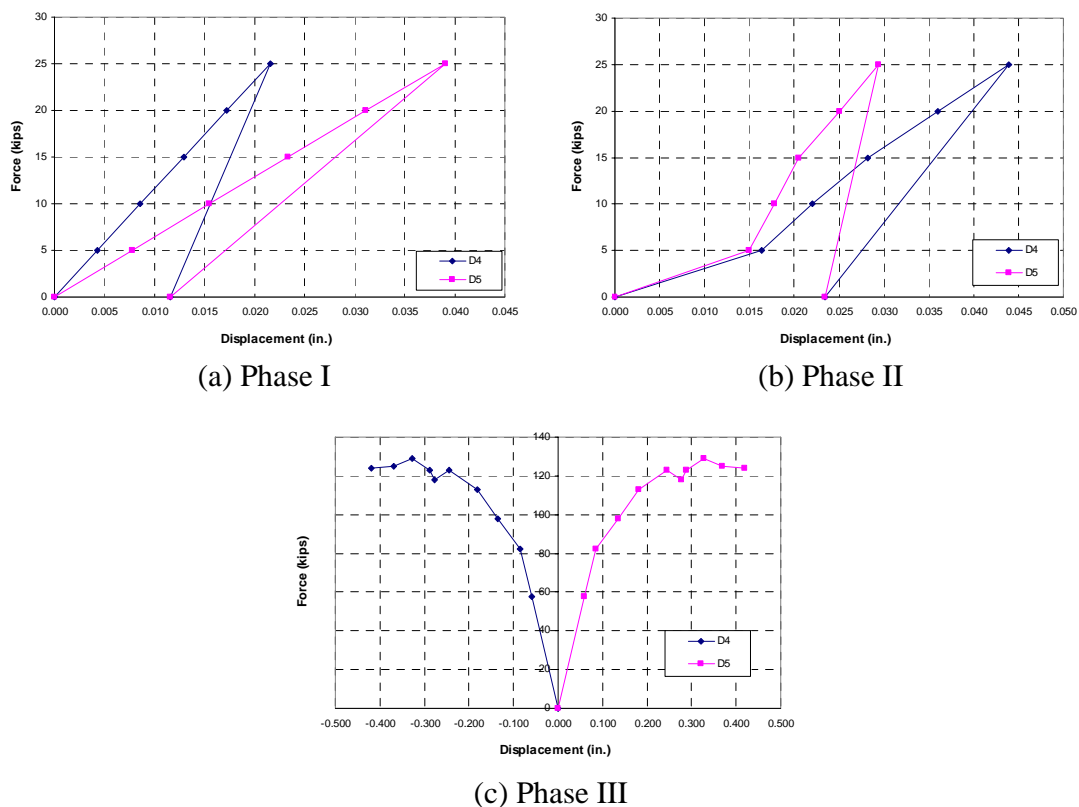 30
25
20
15
10
5
0
Force (kips)
0.000 0.005 0.010 0.015 0.020 0.025 0.030 0.035 0.040 0.045
Displacement (in.)
D4
D5
(a) Phase I
30
25
20
15
10
5
0
Force (kips)
0.000 0.005 0.010 0.015 0.020 0.025 0.030 0.035 0.040 0.045 0.050
Displacement (in.)
D4
D5
(b) Phase II
140
120
100
80
60
40
20
0
Force (kips)
-0.500 -0.400 -0.300 -0.200 -0.100 0.000 0.100 0.200 0.300 0.400 0.500
Displacement (in.)
D4
D5
(c) Phase III